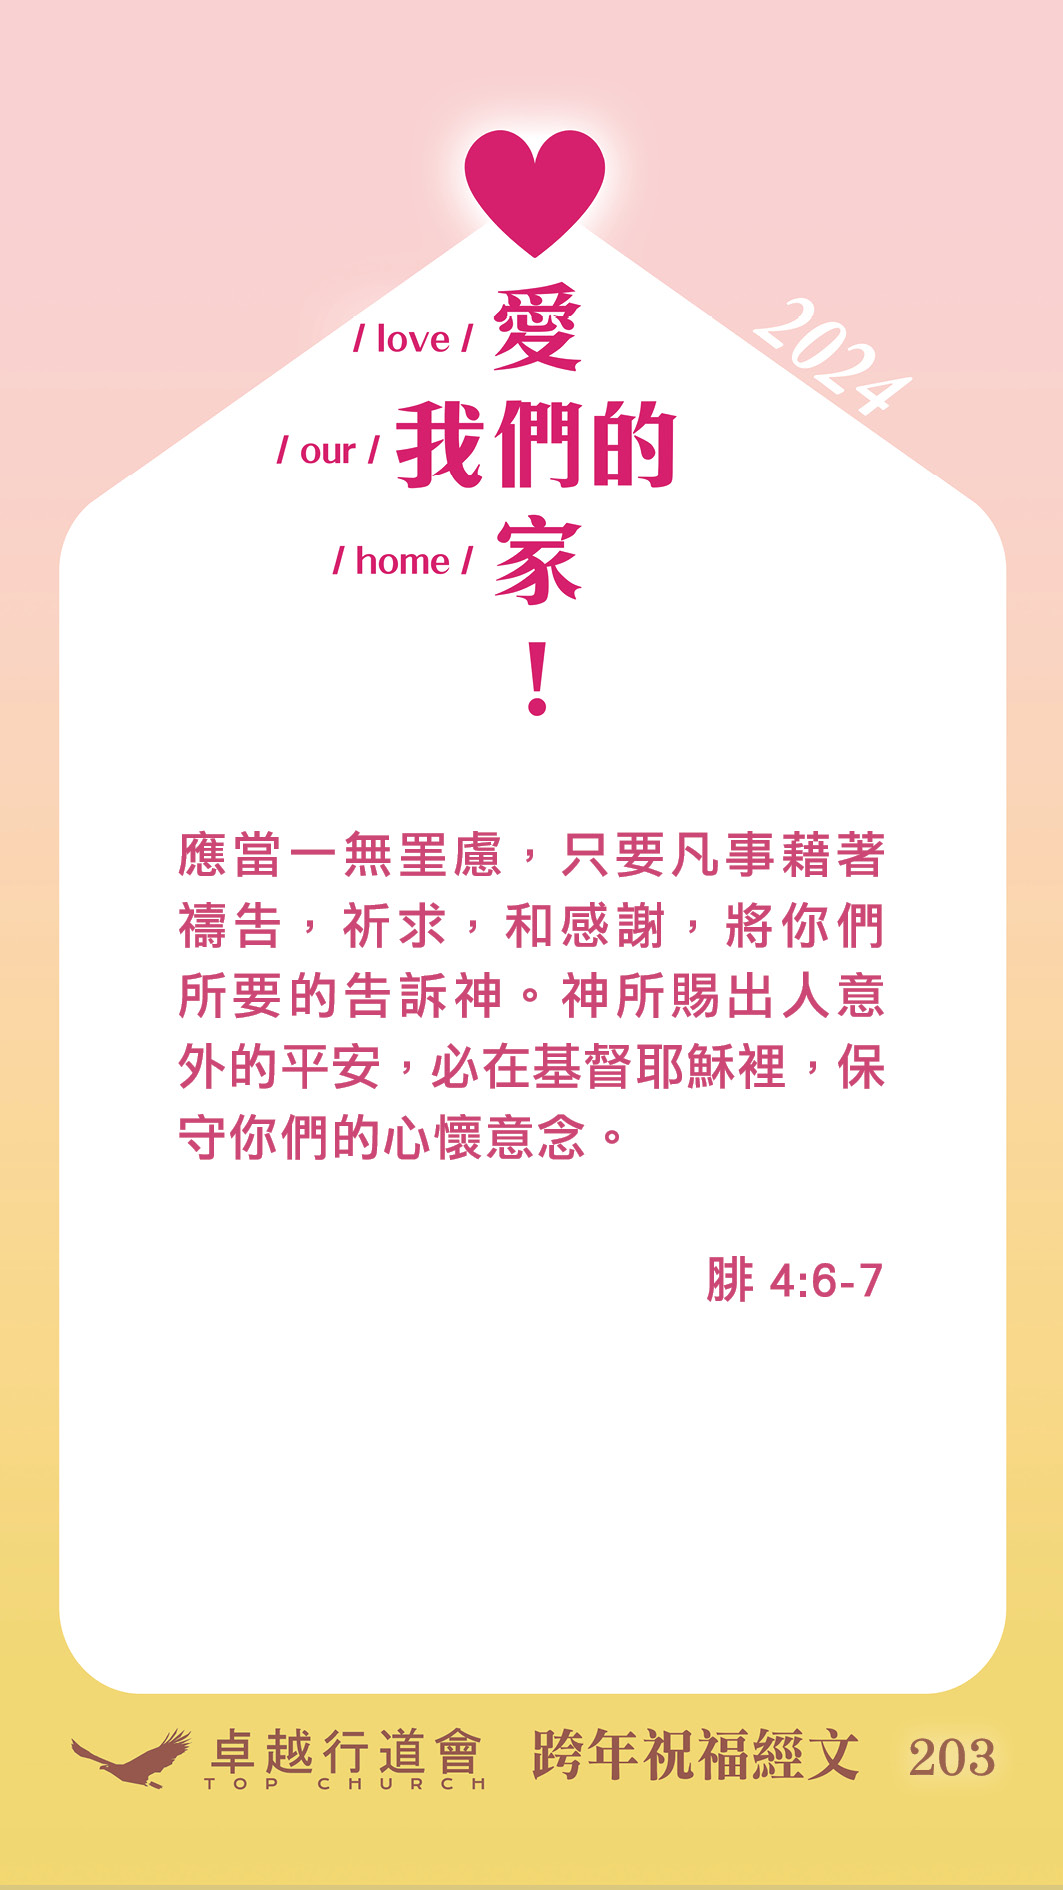 / love / 愛
2024
/ our / 我們的
/ home / 家
!
應當一無罣慮，只要凡事藉著
禱告，祈求，和感謝，將你們
所要的告訴神。神所賜出人意
外的平安，必在基督耶穌裡，保
守你們的心懷意念。
腓 4:6-7
卓越行道會 跨年祝福經文 203
TOP CHURCH